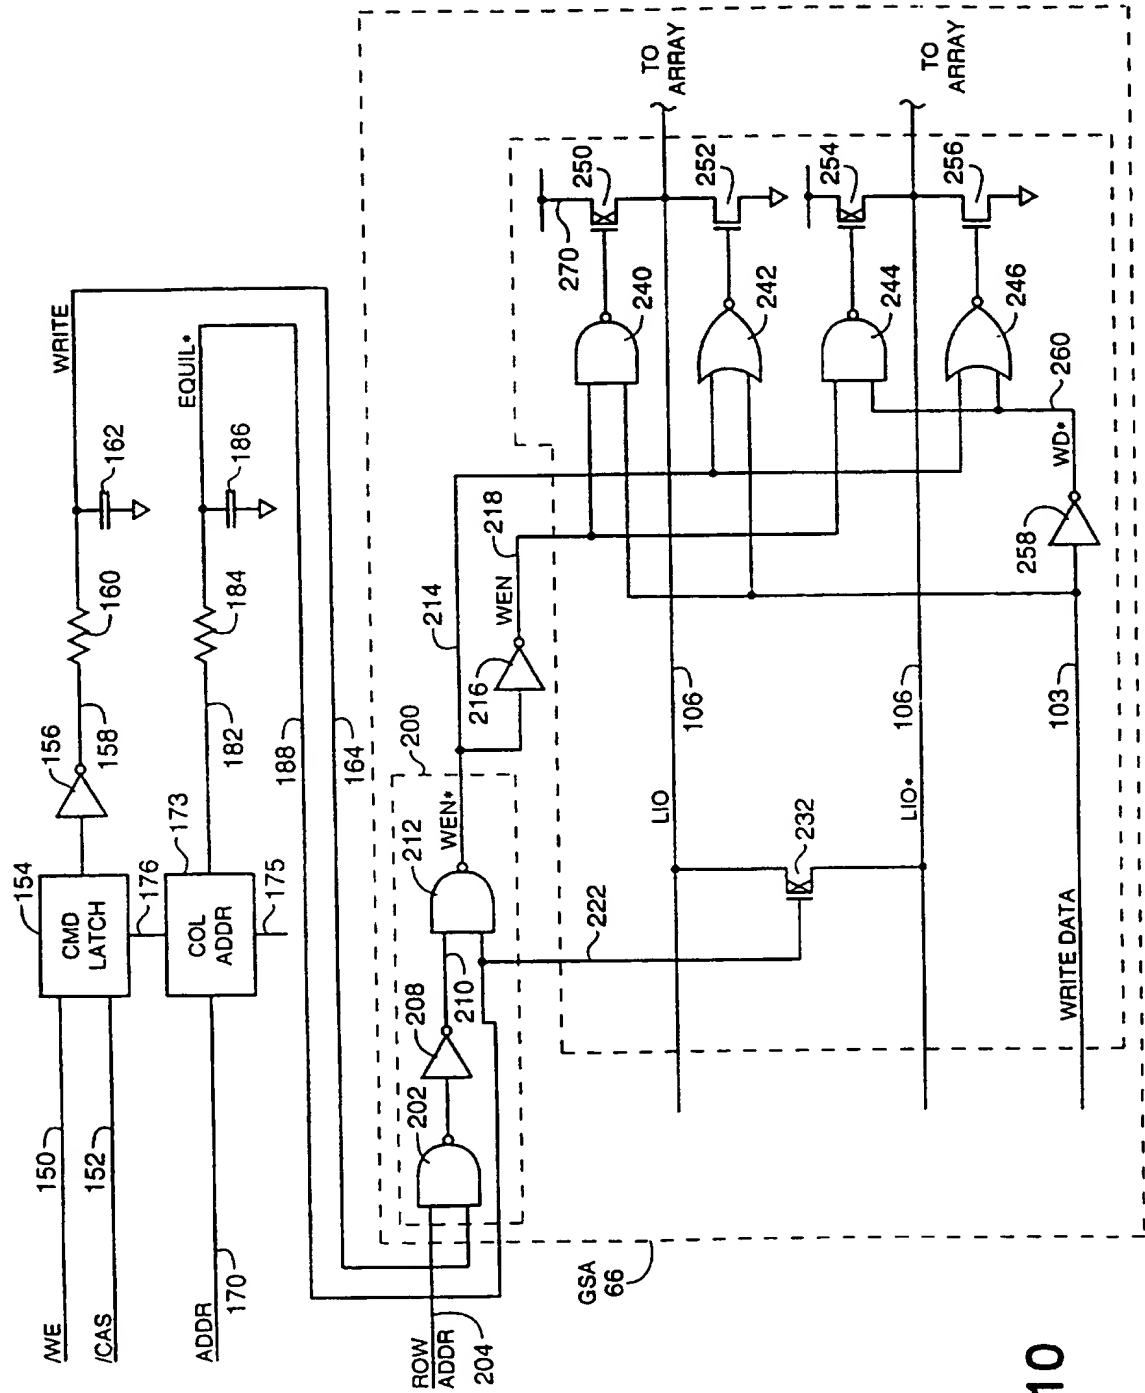 /WE
150
/CAS
152
154
CMD
LATCH
156
158
160
162
WRITE
ADDR
170
176
COL
ADDR
173
175
182
184
186
EQUIL*
188
164
ROW
ADDR
204
GSA
66
202
208
210
212
200
WEN*
214
216
WEN
218
222
LIO
106
LIO*
106
232
WRITE DATA
103
258
WD*
260
270
240
242
244
246
250
252
254
256
TO
ARRAY
TO
ARRAY
10